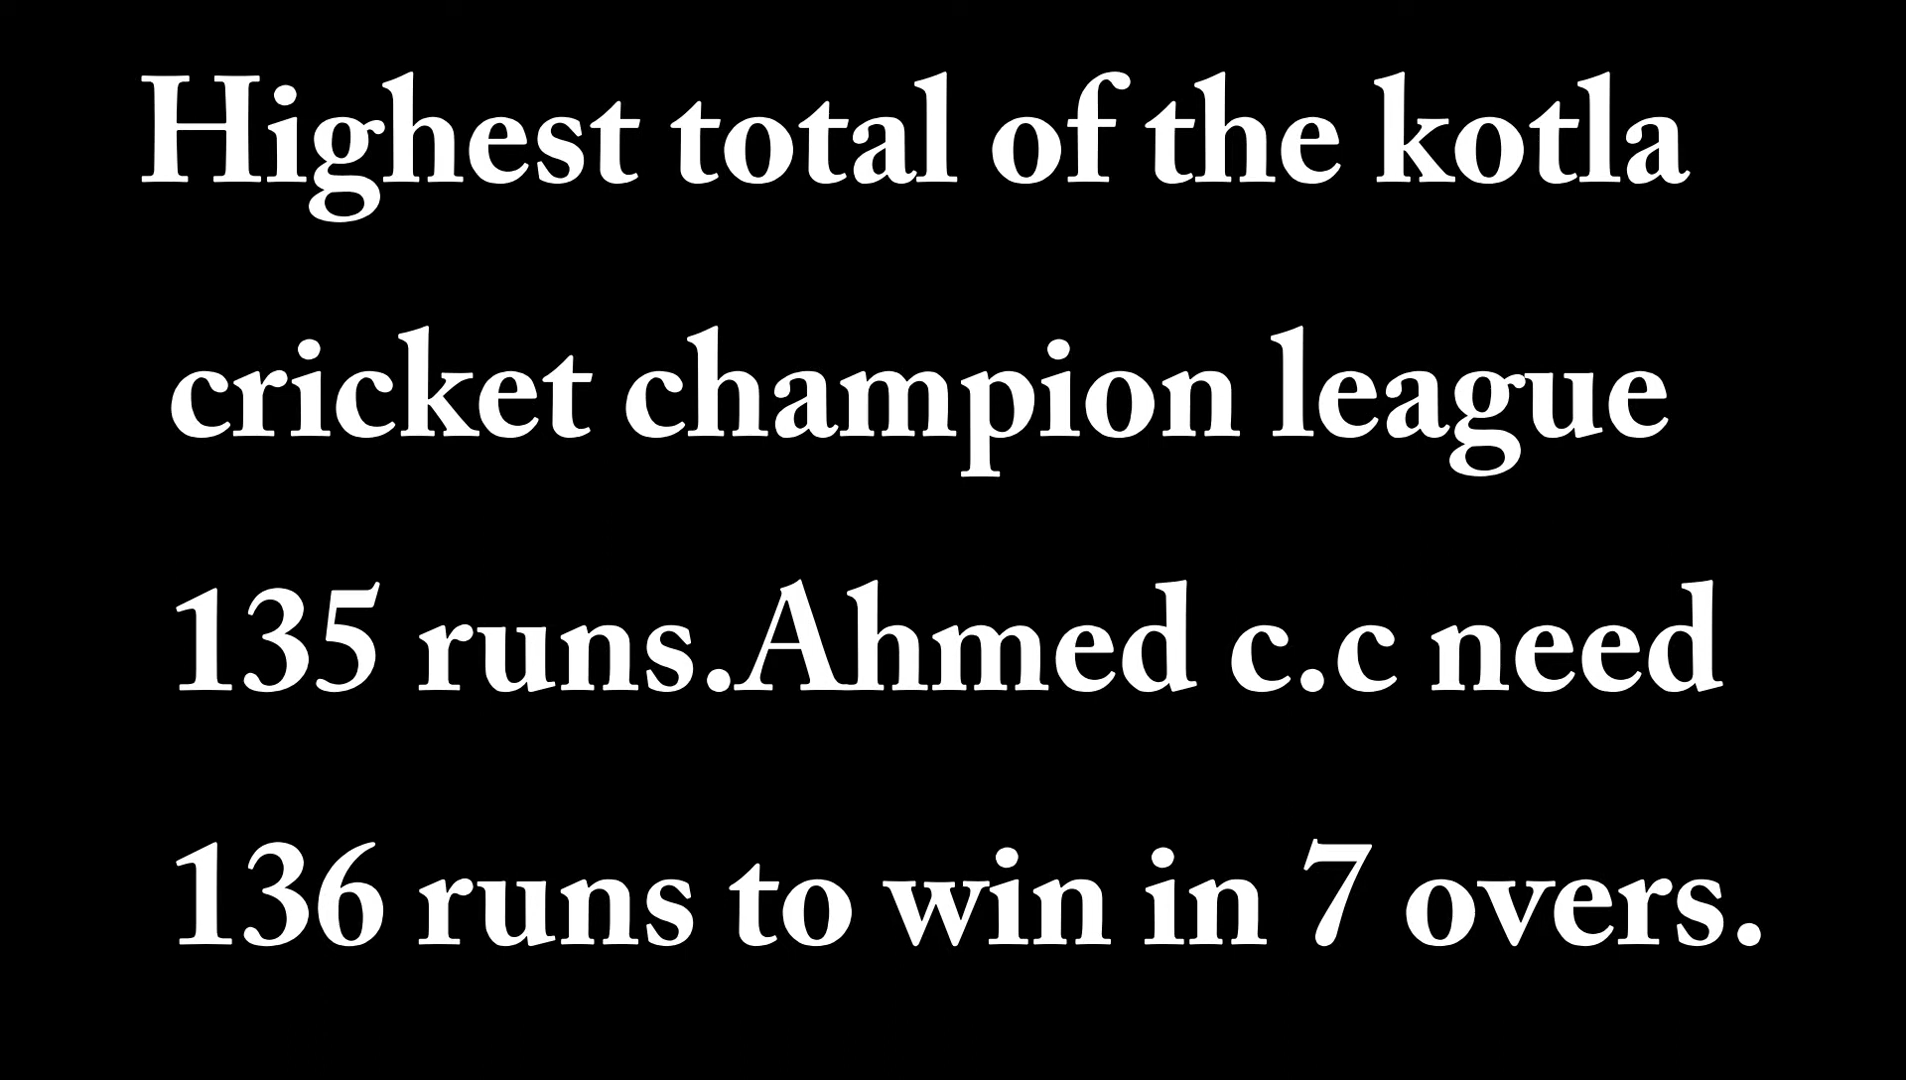 Highest total of the kotla
cricket champion league
135 runs.Ahmed c.c need
136 runs to win in 7 overs.